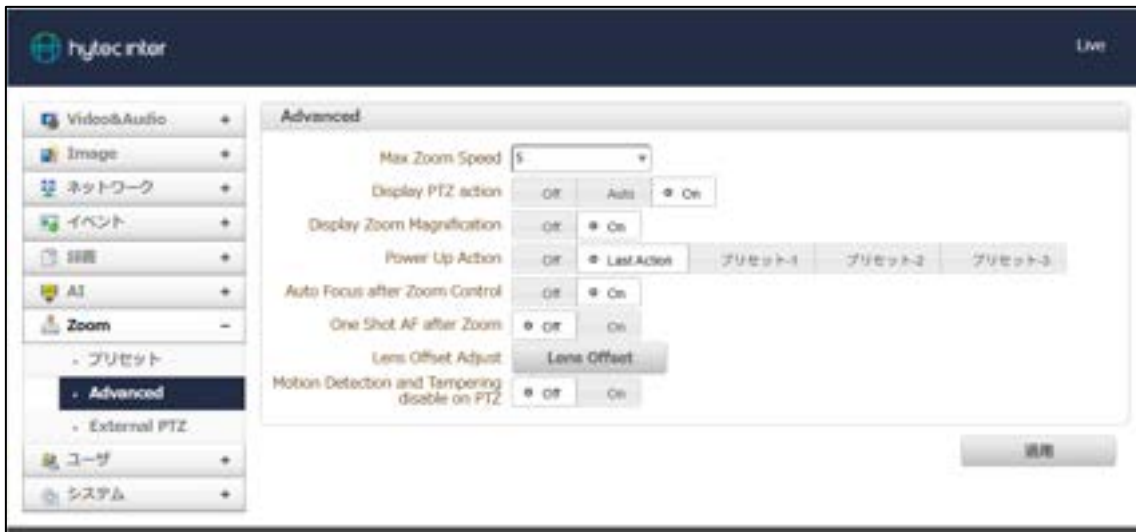 hytec inter
Live
Video&Audio +
Image +
ネットワーク +
イベント +
録画 +
AI +
Zoom -
・ プリセット
・ Advanced
・ External PTZ
ユーザ +
システム +
Advanced
Max Zoom Speed 5
Display PTZ action Off Auto On
Display Zoom Magnification Off On
Power Up Action Off Last Action プリセット-1 プリセット-2 プリセット-3
Auto Focus after Zoom Control Off On
One Shot AF after Zoom Off On
Lens Offset Adjust Lens Offset
Motion Detection and Tampering
disable on PTZ Off On
適用